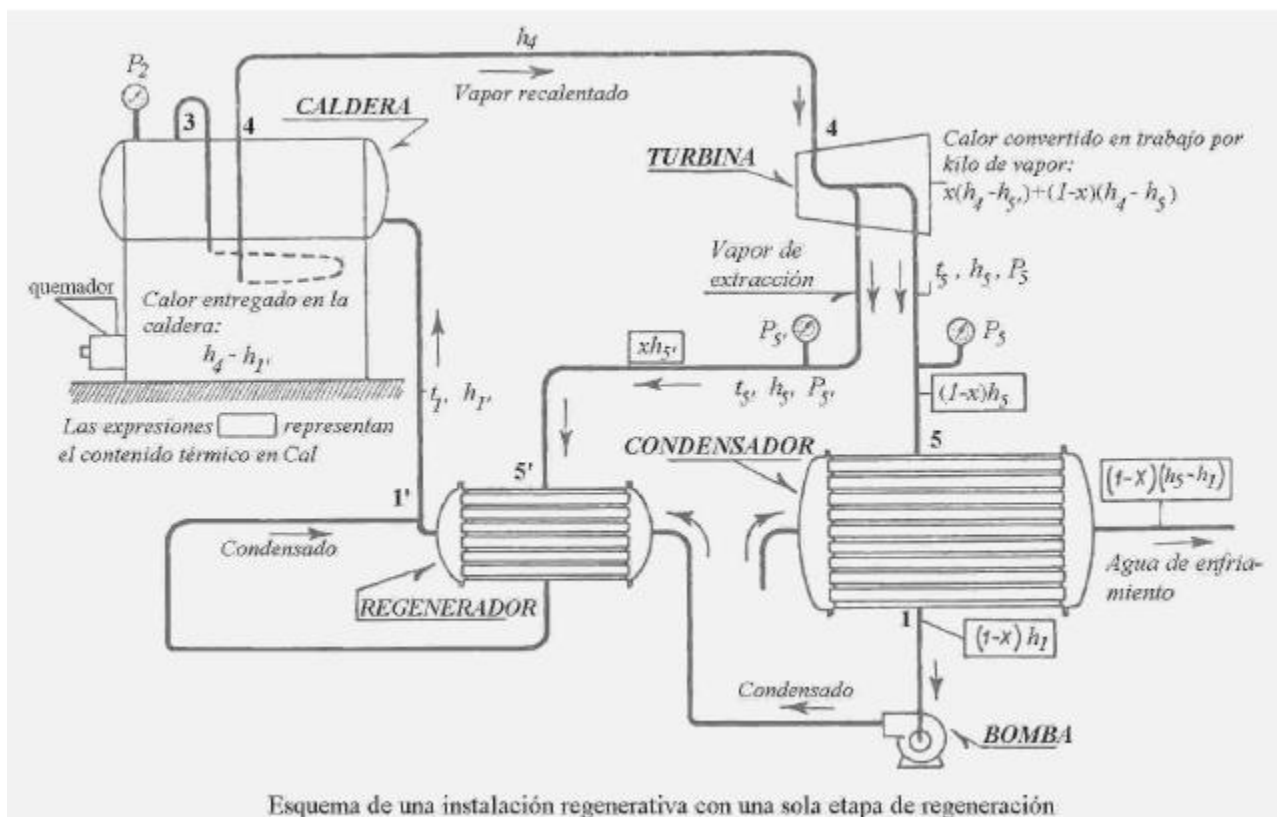 h4
Vapor recalentado
P2
CALDERA
3
4
4
TURBINA
Calor convertido en trabajo por
kilo de vapor:
x(h4-h5')+(1-x)(h4-h5)
Vapor de
extracción
t5, h5, P5
quemador
Calor entregado en la
caldera:
h4 - h1'
P5'
P5
xh5'
t5' h5' P5'
(1-x)h5
t1' h1'
Las expresiones representan
el contenido térmico en Cal
CONDENSADOR
5
5'
(1-x)(h5-h1)
1'
Condensado
Agua de enfria-
miento
REGENERADOR
1
(1-x) h1
Condensado
BOMBA
Esquema de una instalación regenerativa con una sola etapa de regeneración